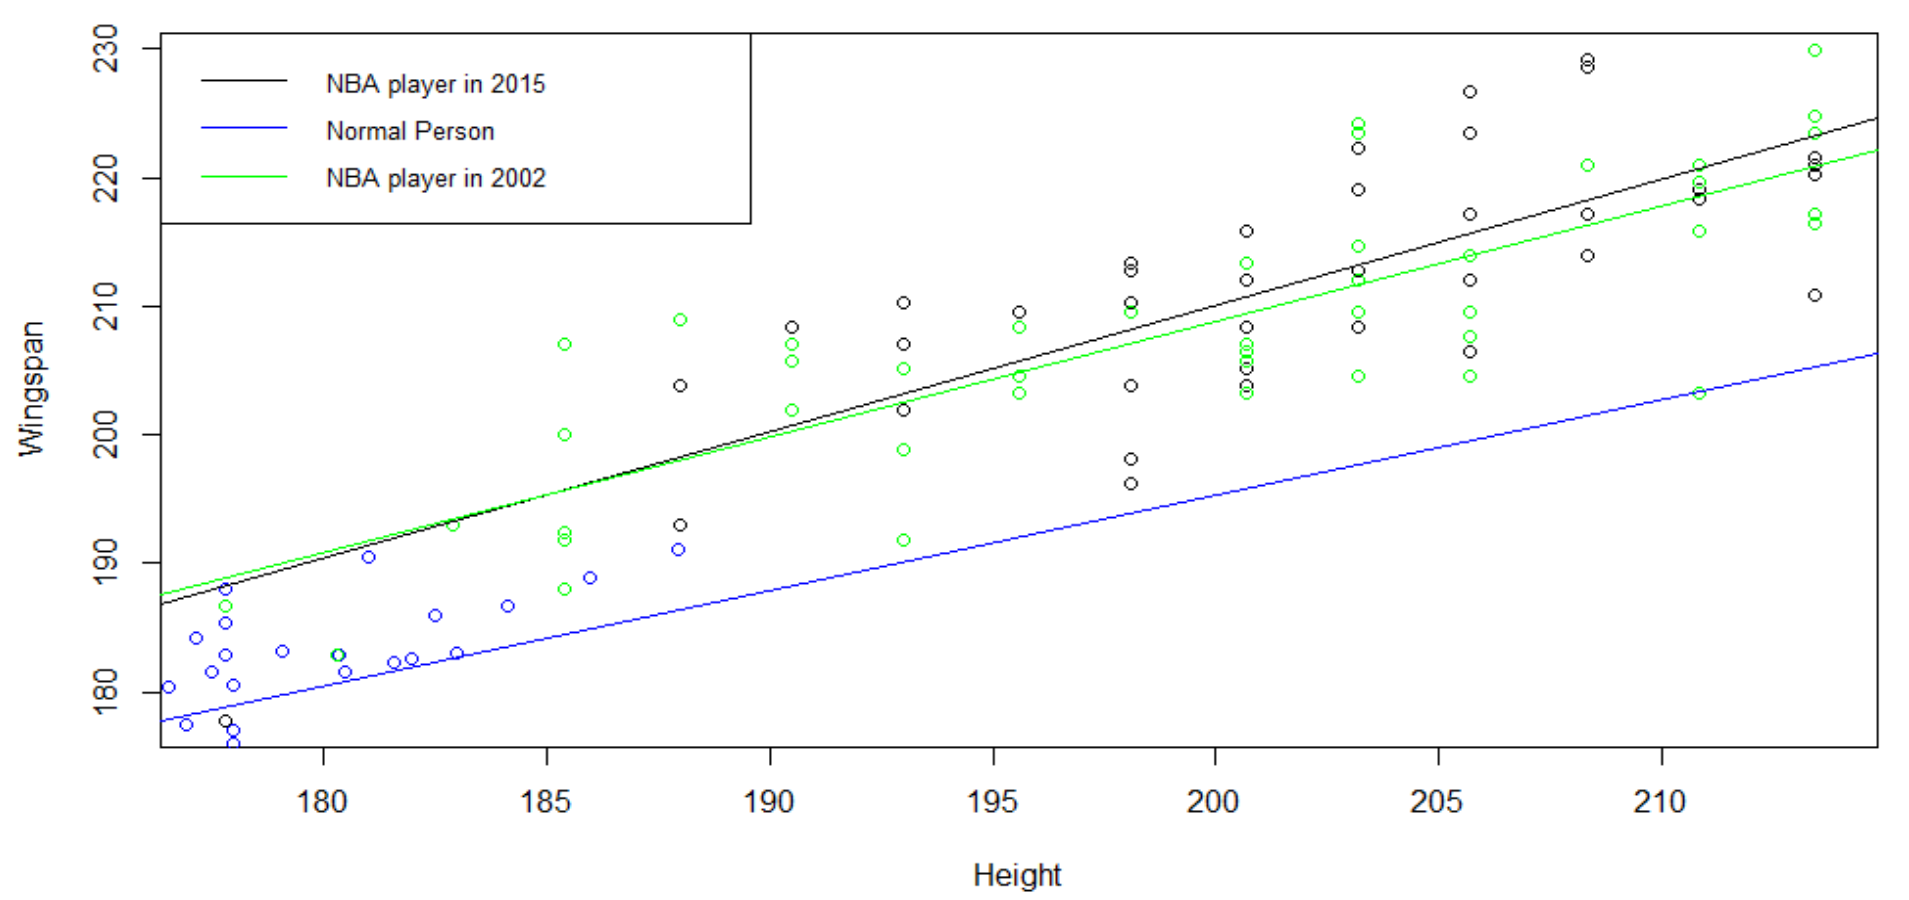 NBA player in 2015
Normal Person
NBA player in 2002
Wingspan
230
220
210
200
190
180
180 185 190 195 200 205 210
Height